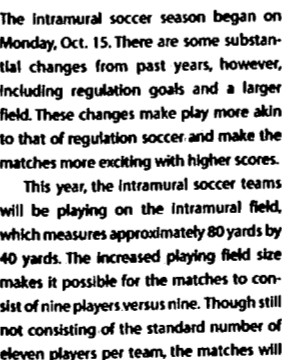 The intramural soccer season began on
Monday, Oct. 15. There are some substan-
tial changes from past years, however,
including regulation goals and a larger
field. These changes make play more akin
to that of regulation soccer and make the
matches more exciting with higher scores.
This year, the intramural soccer teams
will be playing on the intramural field,
which measures approximately 80 yards by
40 yards. The increased playing field size
makes it possible for the matches to con-
sist of nine players versus nine. Though still
not consisting of the standard number of
eleven players per team, the matches will